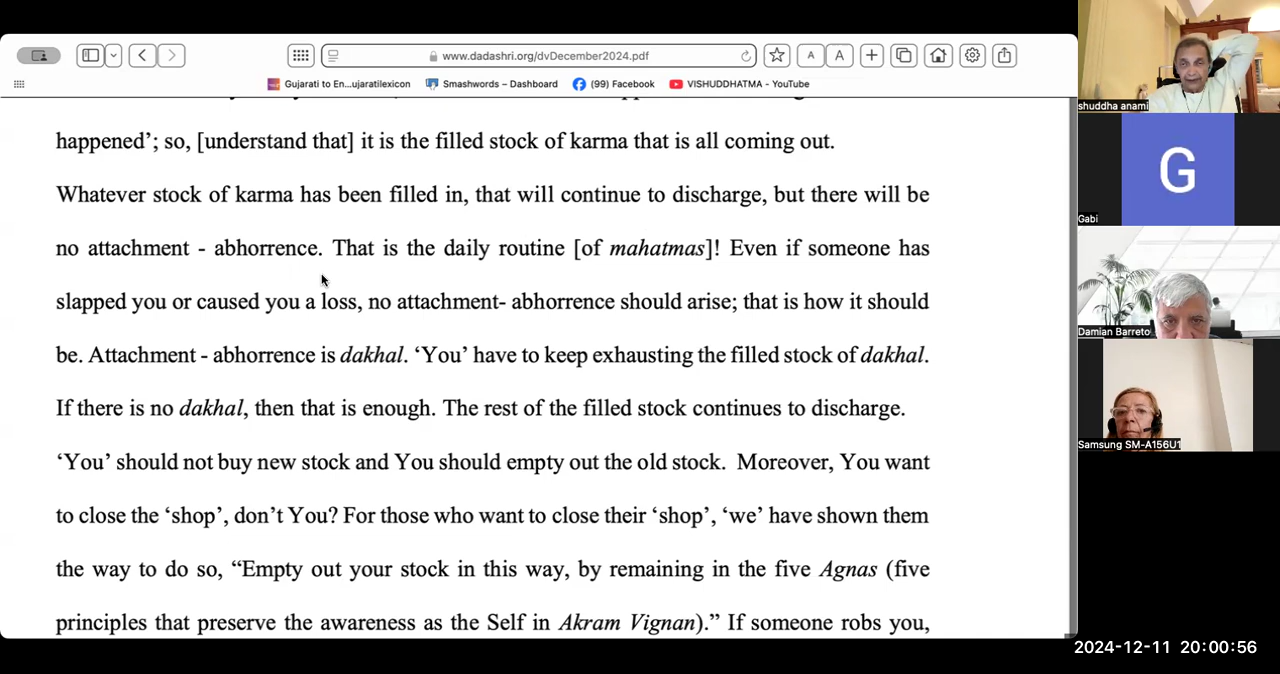 www.dadashri.org/dvDecember2024.pdf
A A
Gujarati to En...ujaratilexicon
Smashwords – Dashboard
(99) Facebook
VISHUDDHATMA - YouTube
happened’; so, [understand that] it is the filled stock of karma that is all coming out.
Whatever stock of karma has been filled in, that will continue to discharge, but there will be
no attachment - abhorrence. That is the daily routine [of mahatmas]! Even if someone has
slapped you or caused you a loss, no attachment- abhorrence should arise; that is how it should
be. Attachment - abhorrence is dakhal. ‘You’ have to keep exhausting the filled stock of dakhal.
If there is no dakhal, then that is enough. The rest of the filled stock continues to discharge.
‘You’ should not buy new stock and You should empty out the old stock. Moreover, You want
to close the ‘shop’, don’t You? For those who want to close their ‘shop’, ‘we’ have shown them
the way to do so, “Empty out your stock in this way, by remaining in the five Agnas (five
principles that preserve the awareness as the Self in Akram Vignan).” If someone robs you,
shuddha anami
G
Gabi
Damian Barreto
Samsung SM-A156U1
2024-12-11 20:00:56